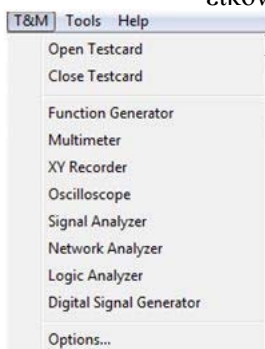 T&M Tools Help
Open Testcard
Close Testcard
Function Generator
Multimeter
XY Recorder
Oscilloscope
Signal Analyzer
Network Analyzer
Logic Analyzer
Digital Signal Generator
Options...